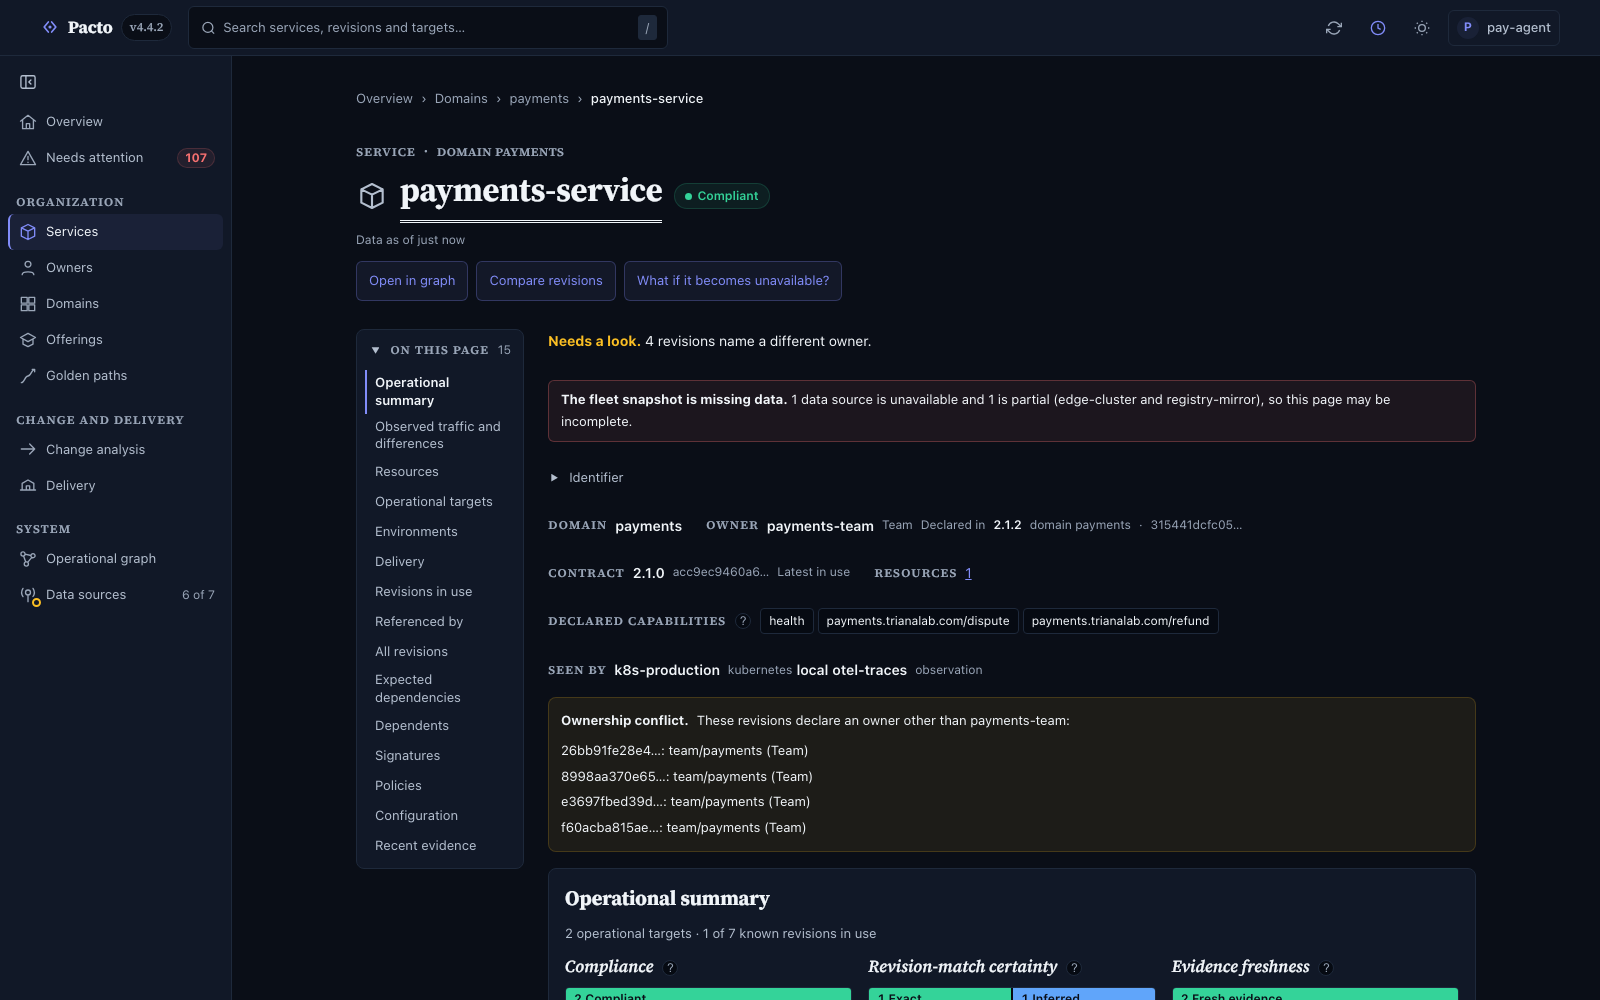 Pacto v4.4.2
Search services, revisions and targets... /
P pay-agent
Overview
Needs attention 107
ORGANIZATION
Services
Owners
Domains
Offerings
Golden paths
CHANGE AND DELIVERY
Change analysis
Delivery
SYSTEM
Operational graph
Data sources 6 of 7
Overview › Domains › payments › payments-service
SERVICE · DOMAIN PAYMENTS
payments-service Compliant
Data as of just now
Open in graph Compare revisions What if it becomes unavailable?
ON THIS PAGE 15
Operational
summary
Observed traffic and
differences
Resources
Operational targets
Environments
Delivery
Revisions in use
Referenced by
All revisions
Expected
dependencies
Dependents
Signatures
Policies
Configuration
Recent evidence
Needs a look. 4 revisions name a different owner.
The fleet snapshot is missing data. 1 data source is unavailable and 1 is partial (edge-cluster and registry-mirror), so this page may be
incomplete.
Identifier
DOMAIN payments OWNER payments-team Team Declared in 2.1.2 domain payments · 315441dcfc05...
CONTRACT 2.1.0 acc9ec9460a6... Latest in use RESOURCES 1
DECLARED CAPABILITIES ? health payments.trianalab.com/dispute payments.trianalab.com/refund
SEEN BY k8s-production kubernetes local otel-traces observation
Ownership conflict. These revisions declare an owner other than payments-team:
26bb91fe28e4...: team/payments (Team)
8998aa370e65...: team/payments (Team)
e3697fbed39d...: team/payments (Team)
f60acba815ae...: team/payments (Team)
Operational summary
2 operational targets · 1 of 7 known revisions in use
Compliance ? Revision-match certainty ? Evidence freshness ?
2 Compliant 1 Exact 1 Inferred 2 Fresh evidence